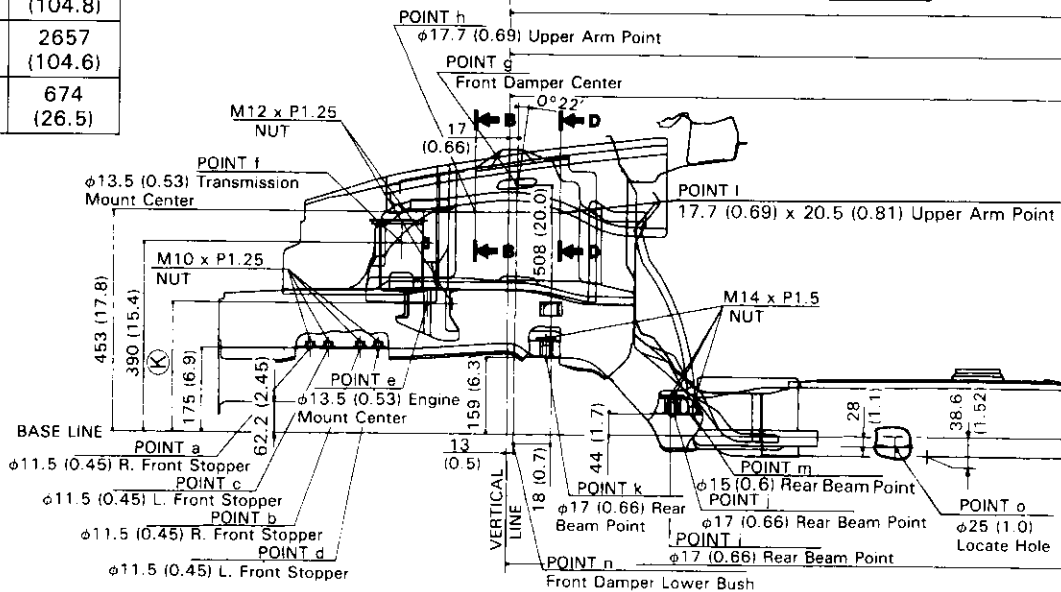 (104.8)
2657
(104.6)
674
(26.5)
POINT h
φ17.7 (0.69) Upper Arm Point
POINT g
Front Damper Center
0°22'
M12 x P1.25
NUT
17
(0.66)
B
D
POINT f
φ13.5 (0.53) Transmission
Mount Center
POINT l
17.7 (0.69) x 20.5 (0.81) Upper Arm Point
508 (20.0)
B
D
M10 x P1.25
NUT
M14 x P1.5
NUT
453 (17.8)
390 (15.4)
K
175 (6.9)
62.2 (2.45)
POINT e
φ13.5 (0.53) Engine
Mount Center
159 (6.3)
44 (1.7)
28
(1.1)
38.6
(1.52)
BASE LINE
POINT a
φ11.5 (0.45) R. Front Stopper
POINT c
φ11.5 (0.45) L. Front Stopper
POINT b
φ11.5 (0.45) R. Front Stopper
POINT d
φ11.5 (0.45) L. Front Stopper
13
(0.5)
18 (0.7)
VERTICAL
LINE
POINT k
φ17 (0.66) Rear
Beam Point
POINT m
φ15 (0.6) Rear Beam Point
POINT j
φ17 (0.66) Rear Beam Point
POINT i
φ17 (0.66) Rear Beam Point
POINT o
φ25 (1.0)
Locate Hole
POINT n
Front Damper Lower Bush